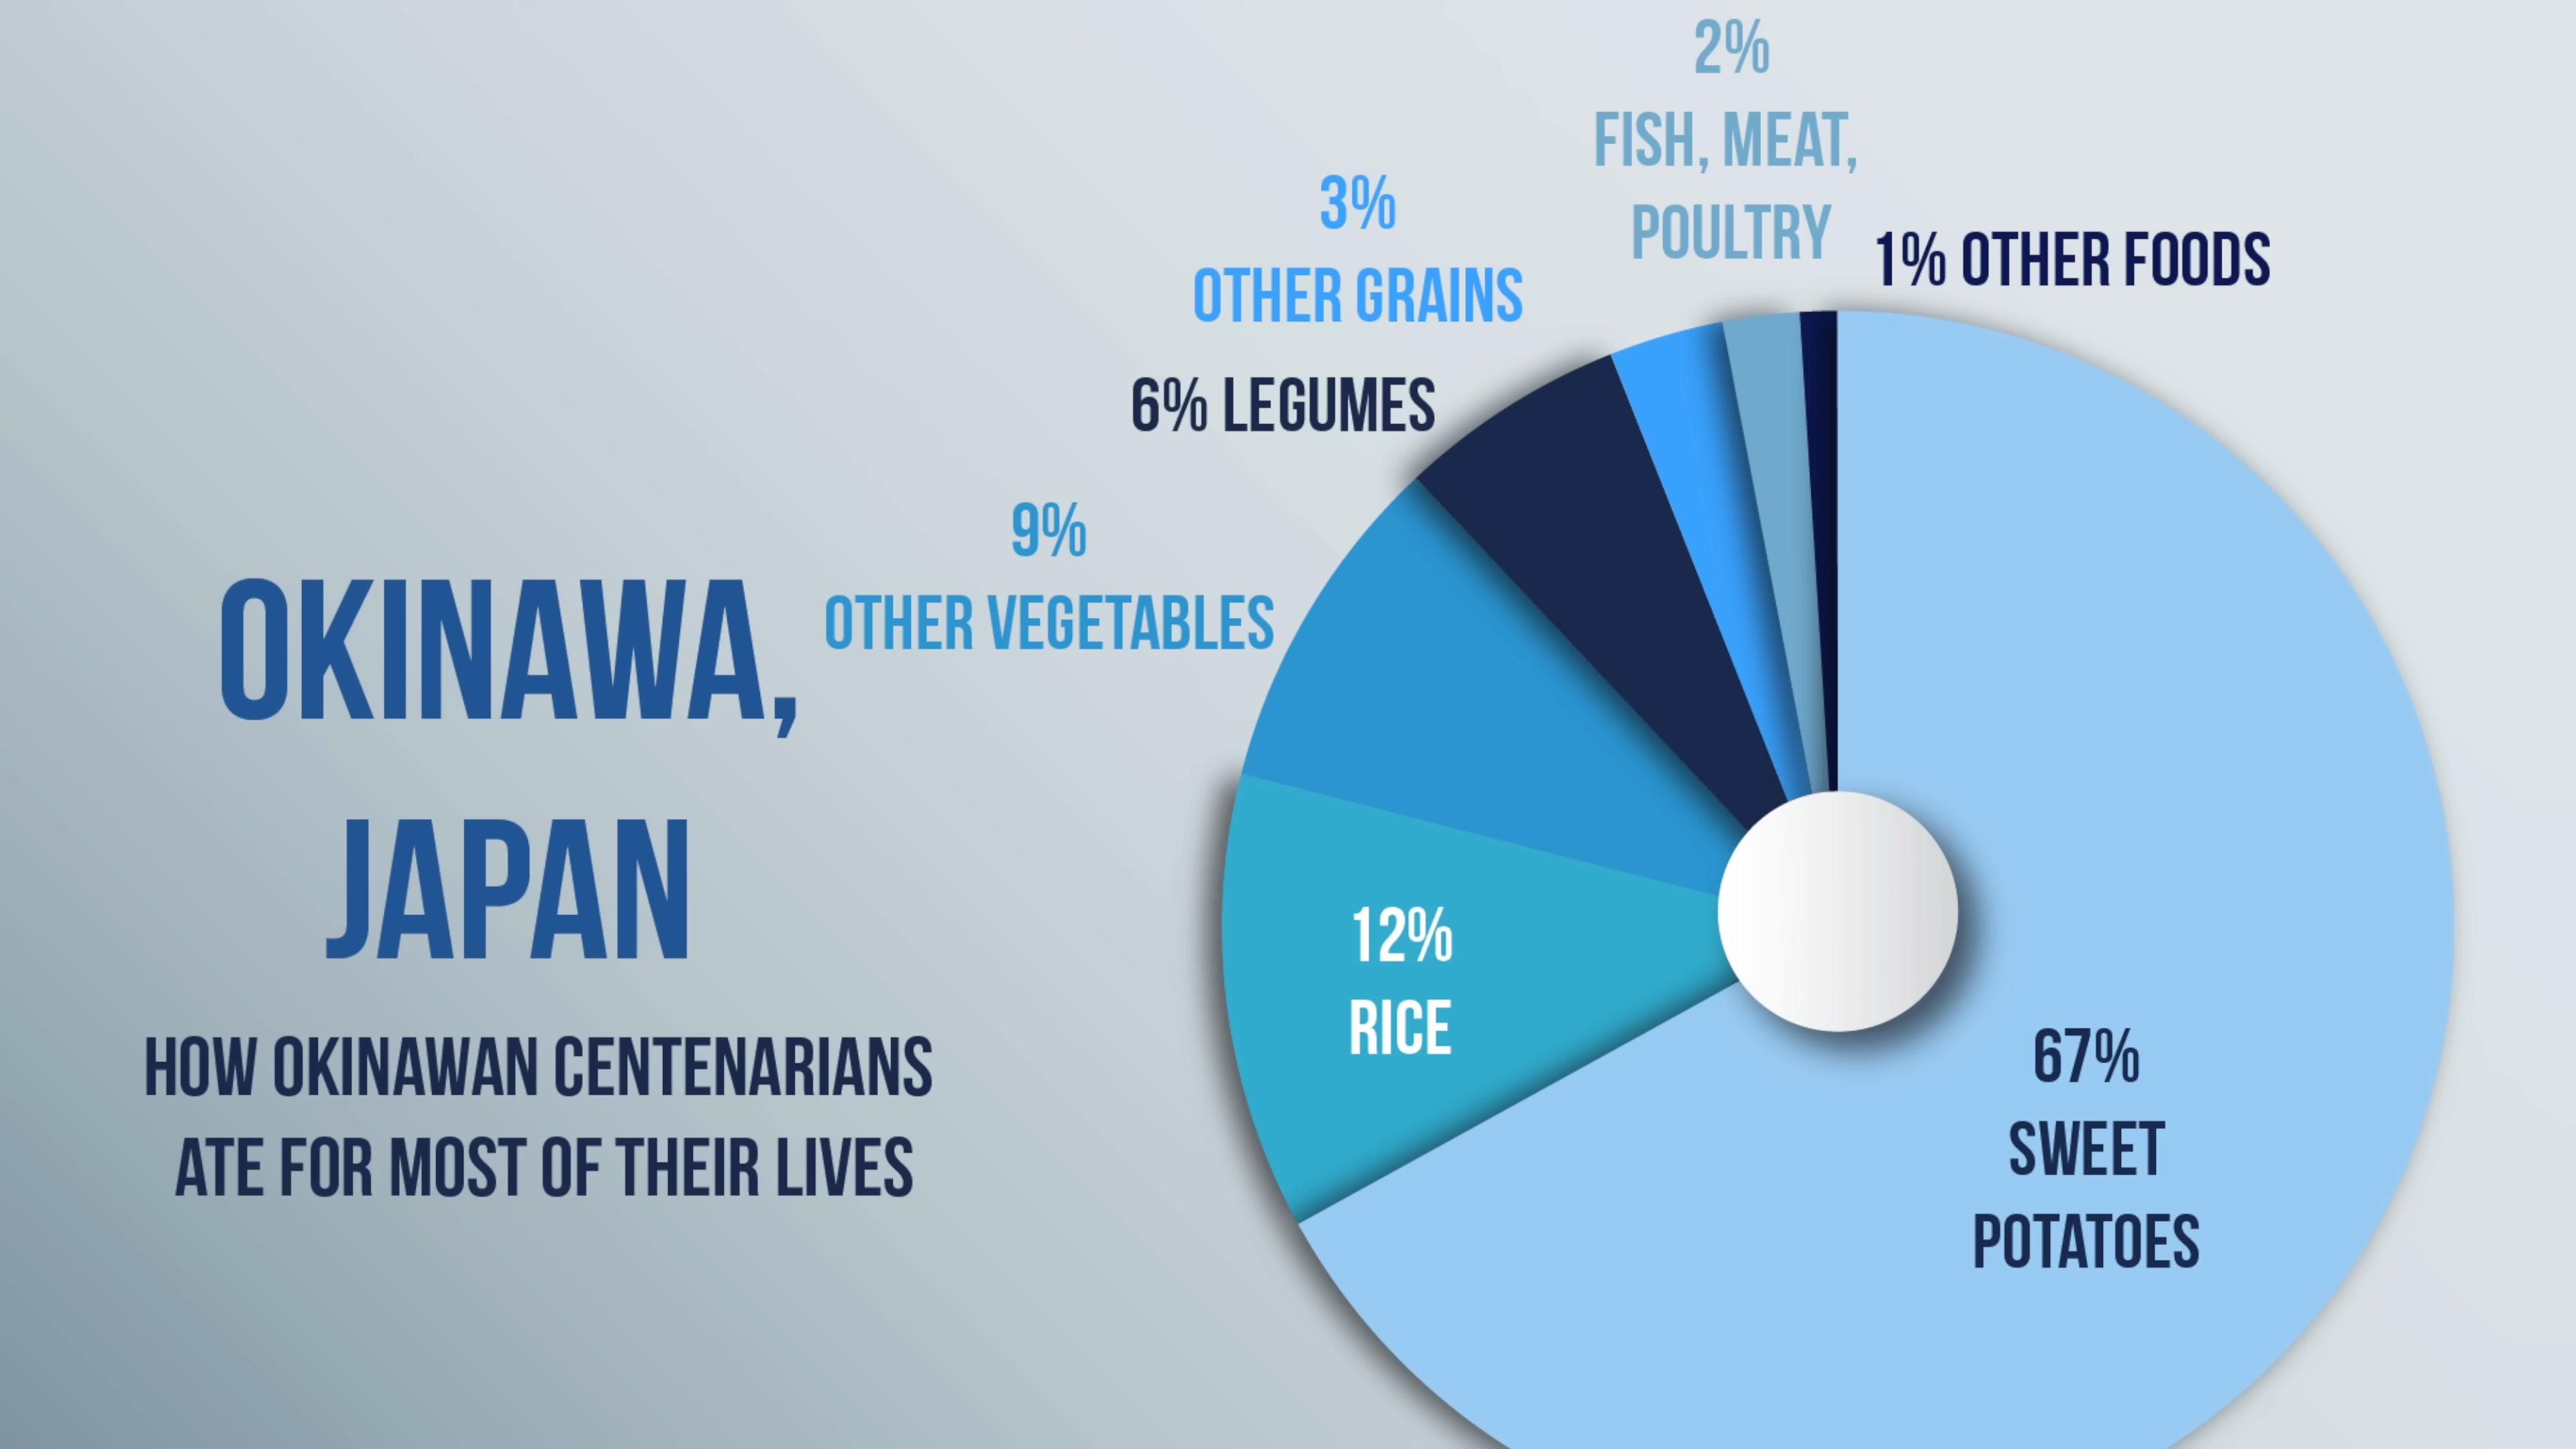 OKINAWA,
JAPAN
HOW OKINAWAN CENTENARIANS
ATE FOR MOST OF THEIR LIVES
2%
FISH, MEAT,
POULTRY
1% OTHER FOODS
3%
OTHER GRAINS
6% LEGUMES
9%
OTHER VEGETABLES
12%
RICE
67%
SWEET
POTATOES